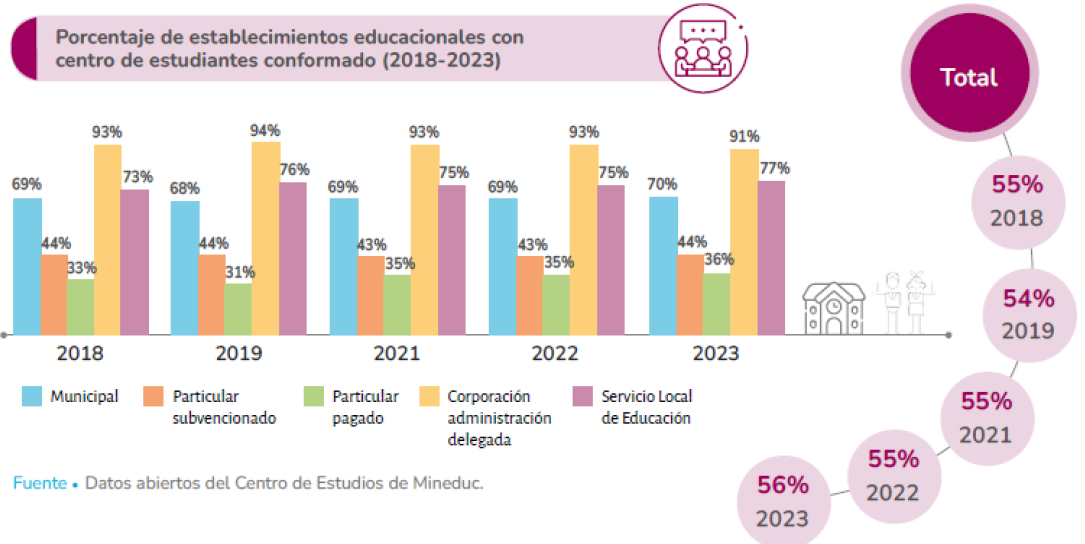 Porcentaje de establecimientos educacionales con
centro de estudiantes conformado (2018-2023)
Total
69%
44%
33%
93%
73%
2018
68%
44%
31%
94%
76%
2019
69%
43%
35%
93%
75%
2021
69%
43%
35%
93%
75%
2022
70%
44%
36%
91%
77%
2023
Municipal
Particular
subvencionado
Particular
pagado
Corporación
administración
delegada
Servicio Local
de Educación
55%
2018
54%
2019
55%
2021
55%
2022
56%
2023
Fuente • Datos abiertos del Centro de Estudios de Mineduc.